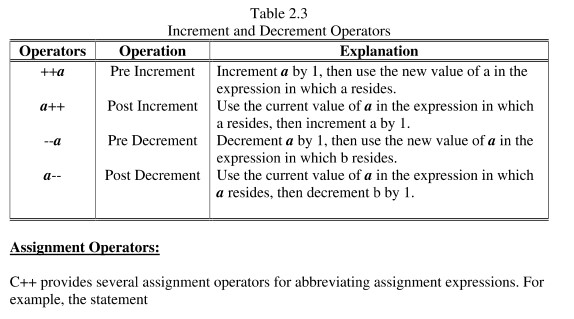 Table 2.3
Increment and Decrement Operators
Operators Operation Explanation
++a Pre Increment Increment a by 1, then use the new value of a in the
expression in which a resides.
a++ Post Increment Use the current value of a in the expression in which
a resides, then increment a by 1.
--a Pre Decrement Decrement a by 1, then use the new value of a in the
expression in which b resides.
a-- Post Decrement Use the current value of a in the expression in which
a resides, then decrement b by 1.
Assignment Operators:
C++ provides several assignment operators for abbreviating assignment expressions. For
example, the statement